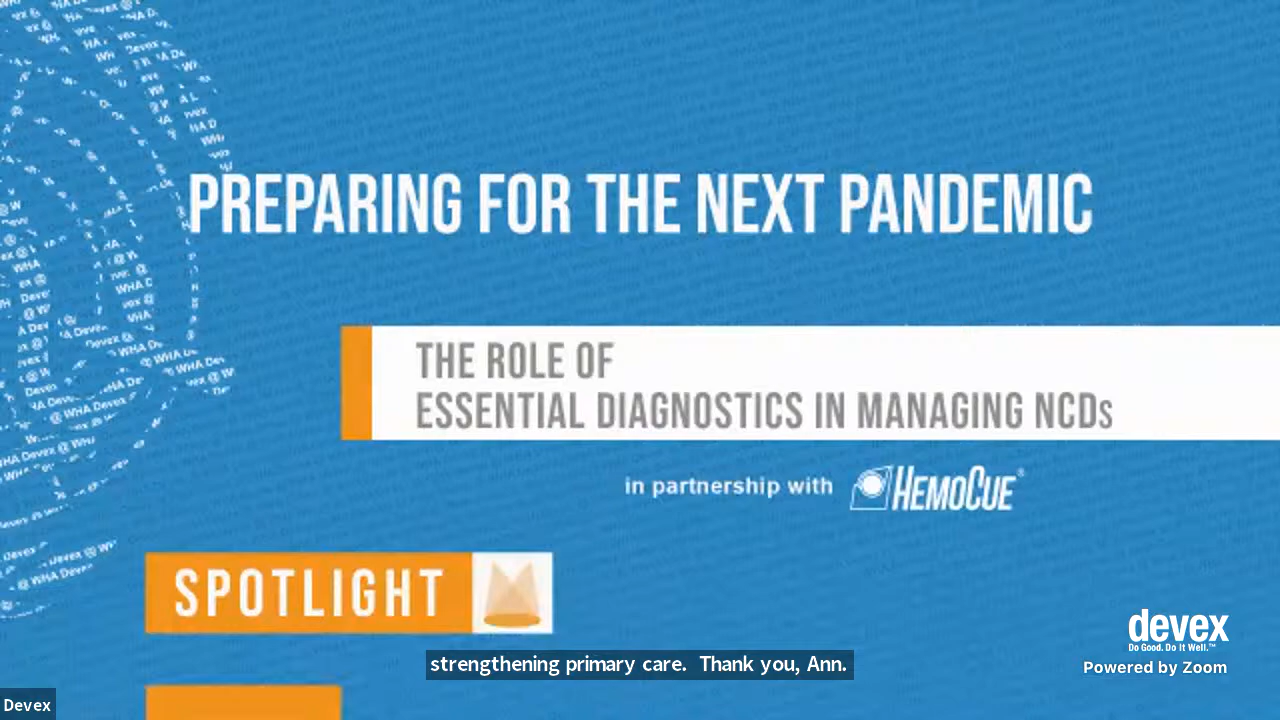 PREPARING FOR THE NEXT PANDEMIC
THE ROLE OF
ESSENTIAL DIAGNOSTICS IN MANAGING NCDs
in partnership with HEMOCUE®
SPOTLIGHT
devex
Do Good. Do It Well.™
strengthening primary care. Thank you, Ann.
Powered by Zoom
Devex